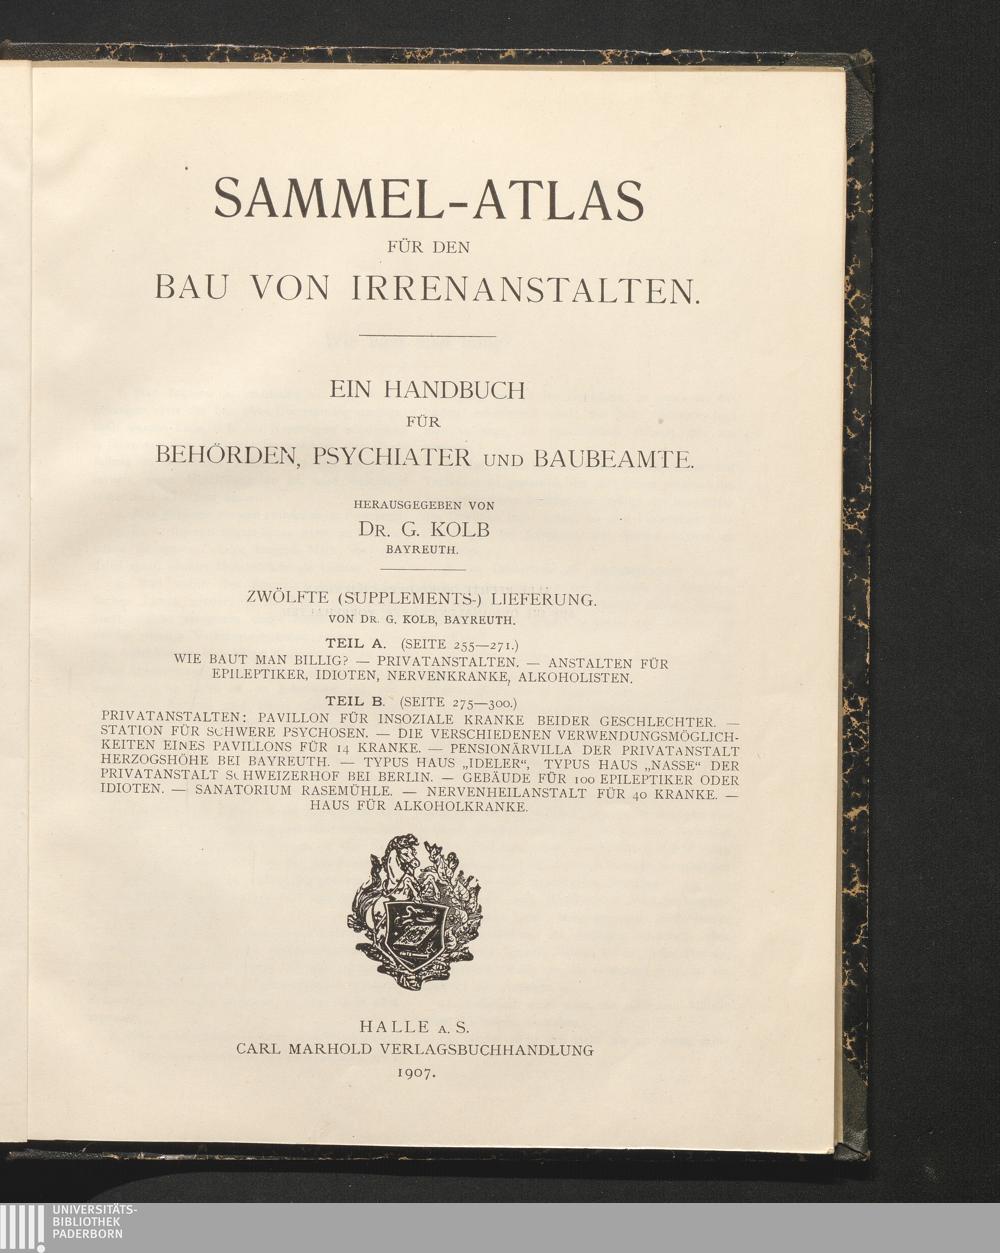 SAMMEL-ATLAS
FÜR DEN
BAU VON IRRENANSTALTEN.
EIN HANDBUCH
FÜR
BEHÖRDEN, PSYCHIATER UND BAUBEAMTE.
HERAUSGEGEBEN VON
DR. G. KOLB
BAYREUTH.
ZWÖLFTE (SUPPLEMENTS-) LIEFERUNG.
VON DR. G. KOLB, BAYREUTH.
TEIL A. (SEITE 255—271.)
WIE BAUT MAN BILLIG? — PRIVATANSTALTEN. — ANSTALTEN FÜR
EPILEPTIKER, IDIOTEN, NERVENKRANKE, ALKOHOLISTEN.
TEIL B. (SEITE 275—300.)
PRIVATANSTALTEN: PAVILLON FÜR INSOZIALE KRANKE BEIDER GESCHLECHTER. —
STATION FÜR SCHWERE PSYCHOSEN. — DIE VERSCHIEDENEN VERWENDUNGSMÖGLICH-
KEITEN EINES PAVILLONS FÜR 14 KRANKE. — PENSIONÄRVILLA DER PRIVATANSTALT
HERZOGSHÖHE BEI BAYREUTH. — TYPUS HAUS „IDELER“, TYPUS HAUS „NASSE“ DER
PRIVATANSTALT SCHWEIZERHOF BEI BERLIN. — GEBÄUDE FÜR 100 EPILEPTIKER ODER
IDIOTEN. — SANATORIUM RASEMÜHLE. — NERVENHEILANSTALT FÜR 40 KRANKE. —
HAUS FÜR ALKOHOLKRANKE.
HALLE A. S.
CARL MARHOLD VERLAGSBUCHHANDLUNG
1907.
UNIVERSITÄTS-
BIBLIOTHEK
PADERBORN